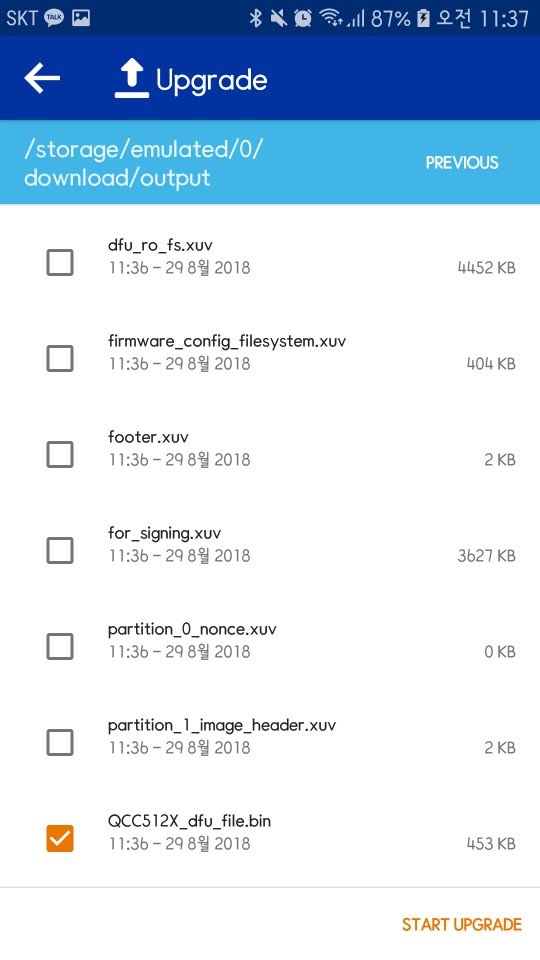 SKT TALK 87% 오전 11:37
Upgrade
/storage/emulated/0/
download/output
PREVIOUS
dfu_ro_fs.xuv
11:36 – 29 8월 2018 4452 KB
firmware_config_filesystem.xuv
11:36 – 29 8월 2018 404 KB
footer.xuv
11:36 – 29 8월 2018 2 KB
for_signing.xuv
11:36 – 29 8월 2018 3627 KB
partition_0_nonce.xuv
11:36 – 29 8월 2018 0 KB
partition_1_image_header.xuv
11:36 – 29 8월 2018 2 KB
QCC512X_dfu_file.bin
11:36 – 29 8월 2018 453 KB
START UPGRADE